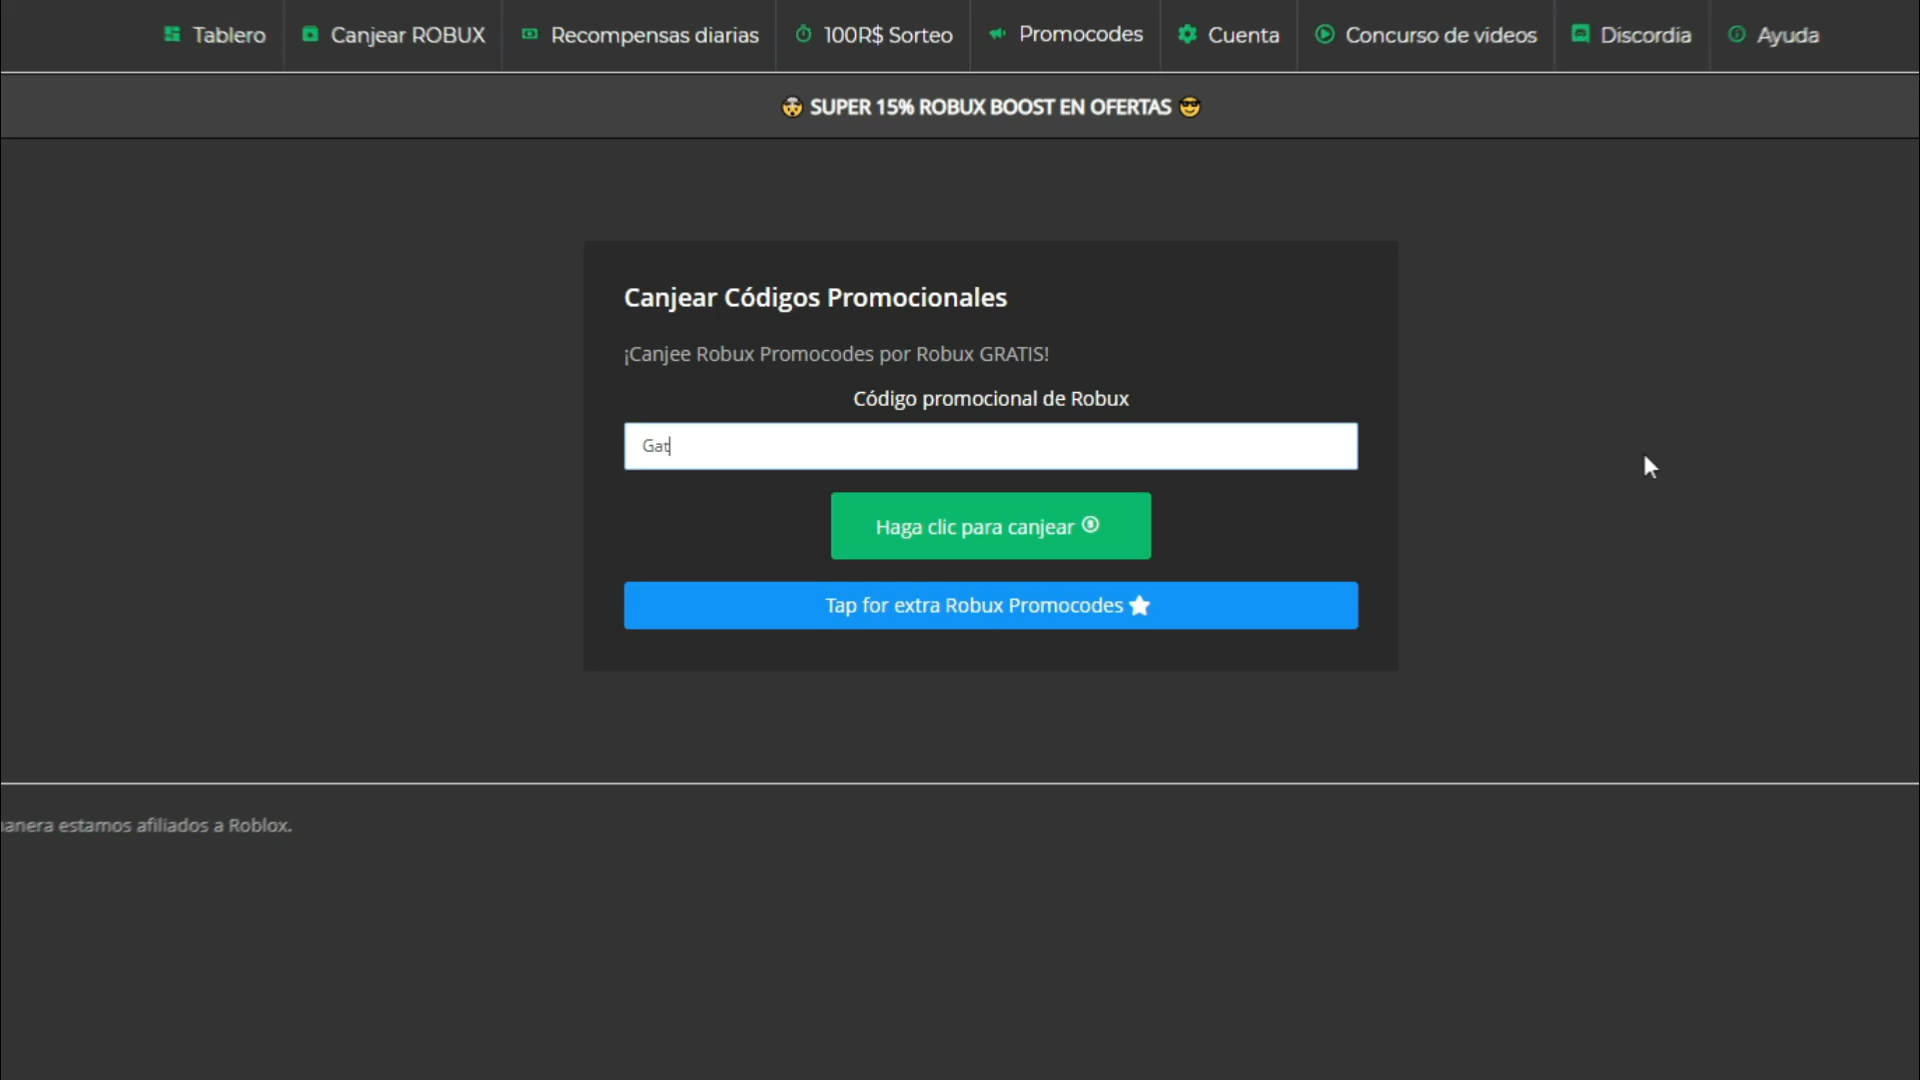 Tablero Canjear ROBUX Recompensas diarias 100R$ Sorteo Promocodes Cuenta Concurso de videos Discordia Ayuda
SUPER 15% ROBUX BOOST EN OFERTAS
Canjear Códigos Promocionales
¡Canjee Robux Promocodes por Robux GRATIS!
Código promocional de Robux
Gat
Haga clic para canjear
Tap for extra Robux Promocodes
anera estamos afiliados a Roblox.